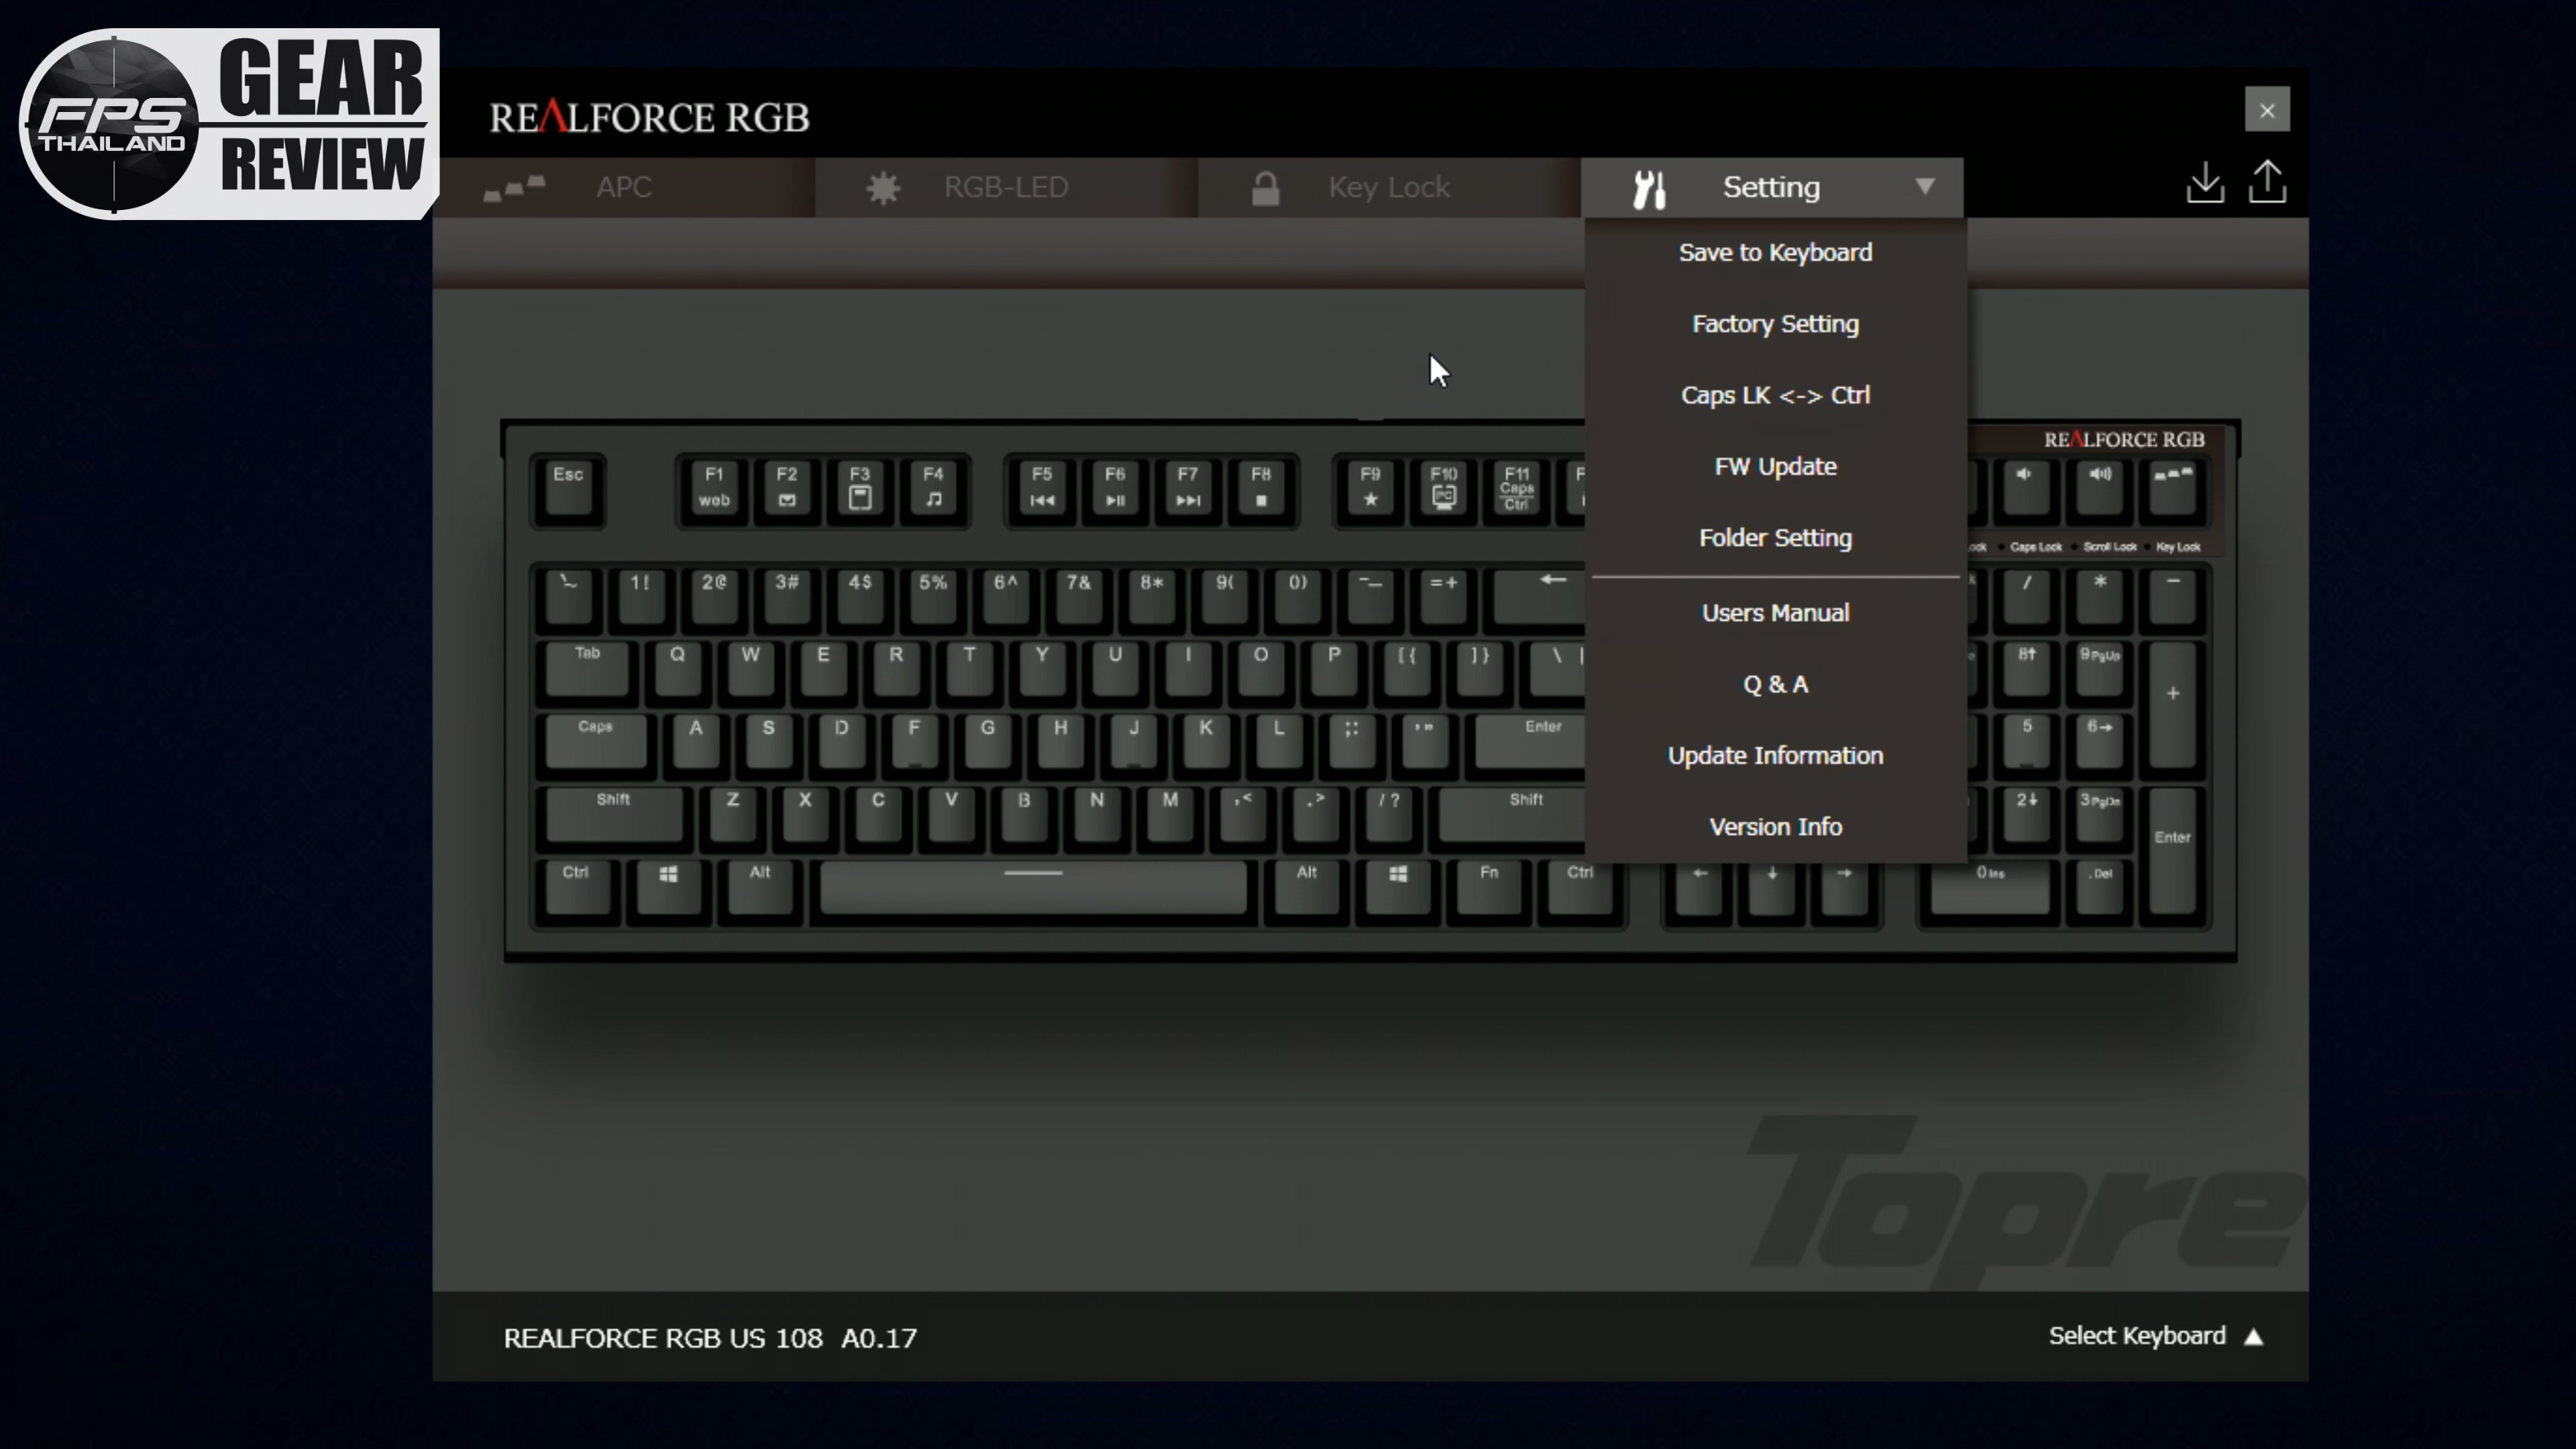 FPS
THAILAND
GEAR
REVIEW
REALFORCE RGB
×
APC
RGB-LED
Key Lock
Setting
Save to Keyboard
Factory Setting
Caps LK <-> Ctrl
FW Update
Folder Setting
Users Manual
Q & A
Update Information
Version Info
REALFORCE RGB
Esc F1 F2 F3 F4 F5 F6 F7 F8 F9 F10 F11
web PC Caps Ctrl
Caps Lock Scroll Lock Key Lock
`~ 1! 2@ 3# 4$ 5% 6^ 7& 8* 9( 0) -_ =+ ← / * −
Tab Q W E R T Y U I O P [{ ]} \| 8↑ 9PgUp +
Caps A S D F G H J K L ;: '" Enter 5 6→
Shift Z X C V B N M ,< .> /? Shift 2↓ 3PgDn Enter
Ctrl Alt Alt Fn Ctrl ← ↓ → 0Ins .Del
Topre
REALFORCE RGB US 108 A0.17
Select Keyboard ▲